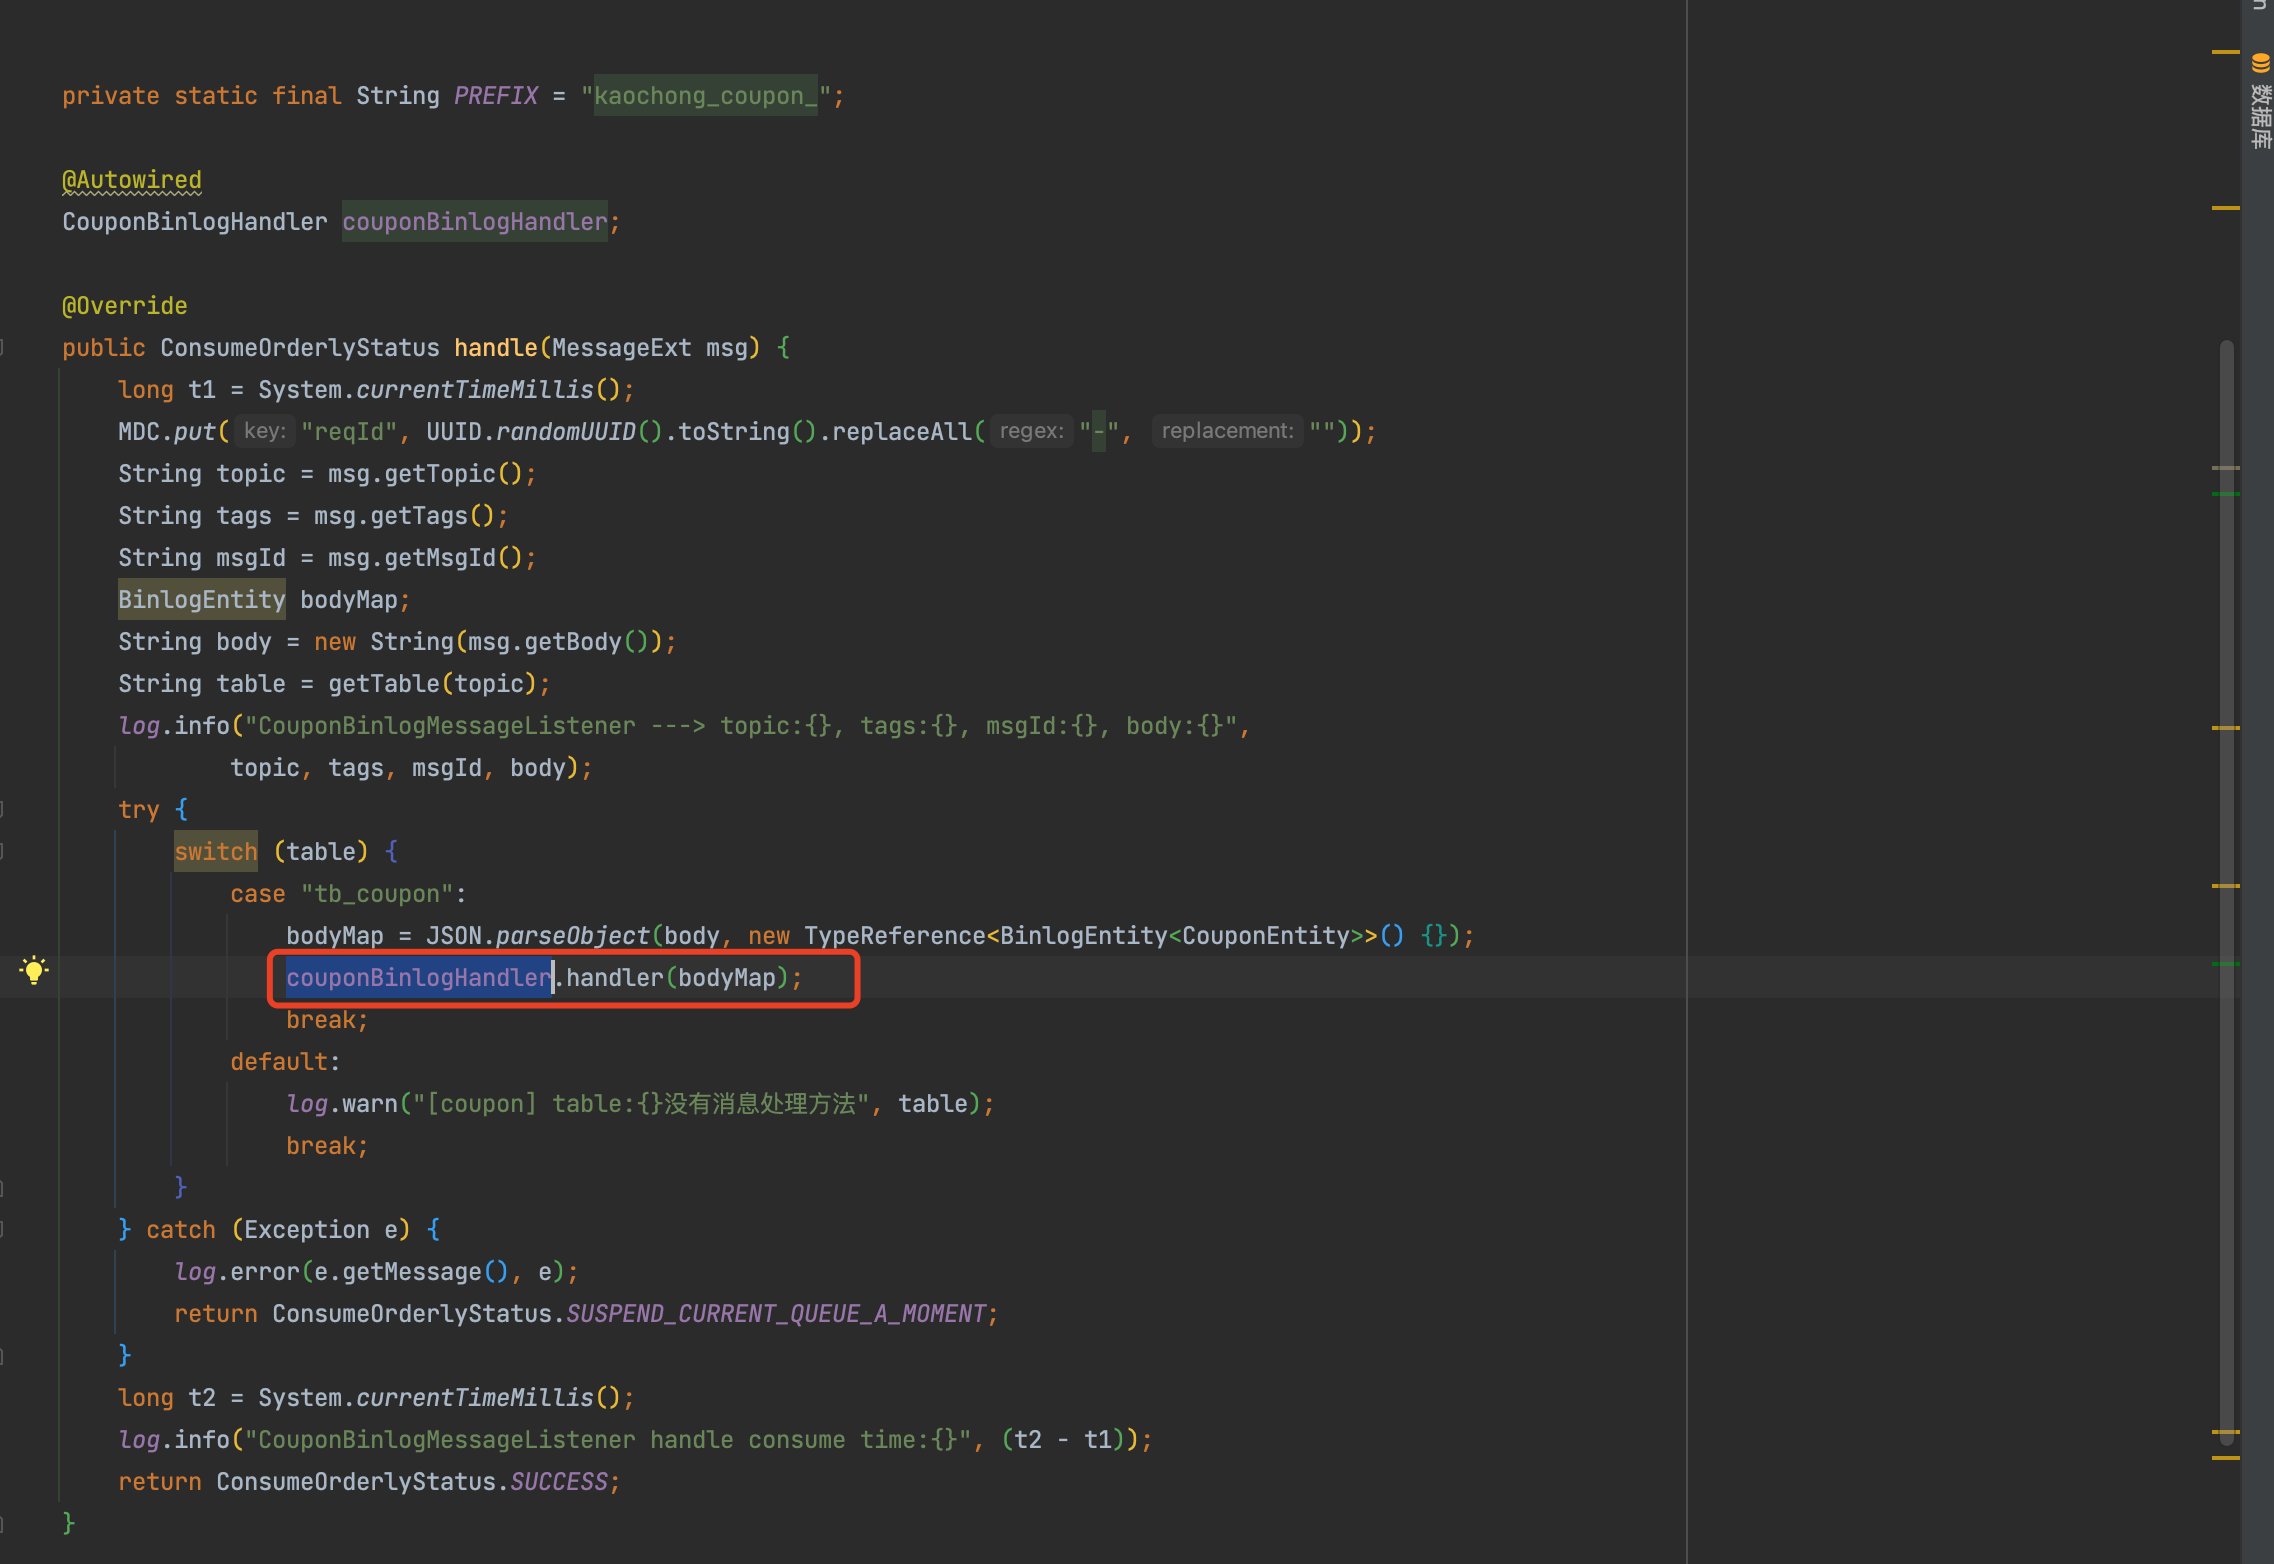 private static final String PREFIX = "kaochong_coupon_";
@Autowired
CouponBinlogHandler couponBinlogHandler;
@Override
public ConsumeOrderlyStatus handle(MessageExt msg) {
long t1 = System.currentTimeMillis();
MDC.put( key: "reqId", UUID.randomUUID().toString().replaceAll( regex: "-", replacement: ""));
String topic = msg.getTopic();
String tags = msg.getTags();
String msgId = msg.getMsgId();
BinlogEntity bodyMap;
String body = new String(msg.getBody());
String table = getTable(topic);
log.info("CouponBinlogMessageListener ---> topic:{}, tags:{}, msgId:{}, body:{}",
topic, tags, msgId, body);
try {
switch (table) {
case "tb_coupon":
bodyMap = JSON.parseObject(body, new TypeReference<BinlogEntity<CouponEntity>>() {});
couponBinlogHandler.handler(bodyMap);
break;
default:
log.warn("[coupon] table:{}没有消息处理方法", table);
break;
}
} catch (Exception e) {
log.error(e.getMessage(), e);
return ConsumeOrderlyStatus.SUSPEND_CURRENT_QUEUE_A_MOMENT;
}
long t2 = System.currentTimeMillis();
log.info("CouponBinlogMessageListener handle consume time:{}", (t2 - t1));
return ConsumeOrderlyStatus.SUCCESS;
}
数据库